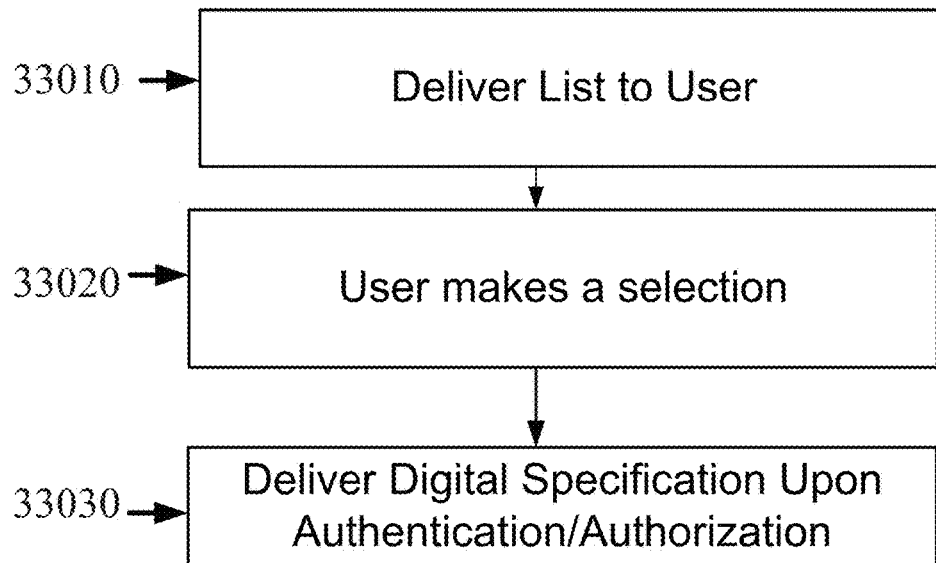 33010
Deliver List to User
33020
User makes a selection
33030
Deliver Digital Specification Upon
Authentication/Authorization